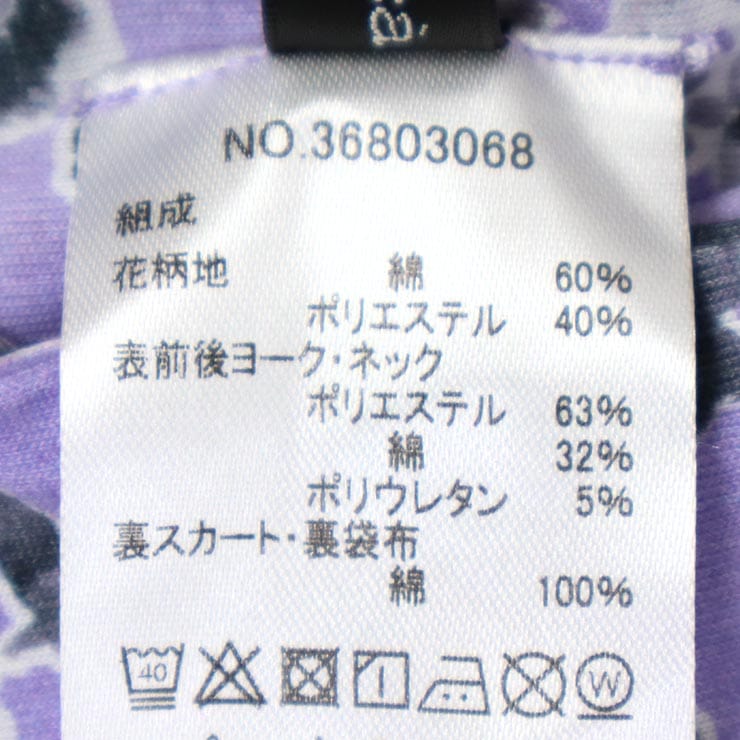 NO.36803068
組成
花柄地 綿 60%
ポリエステル 40%
表前後ヨーク・ネック
ポリエステル 63%
綿 32%
ポリウレタン 5%
裏スカート・裏袋布
綿 100%
40 W